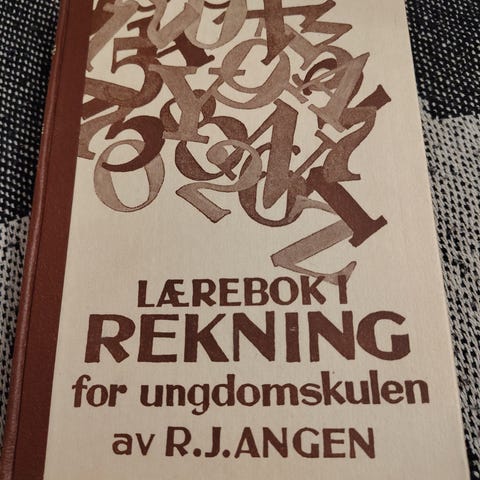 LÆREBOK I
REKNING
for ungdomskulen
av R.J.ANGEN